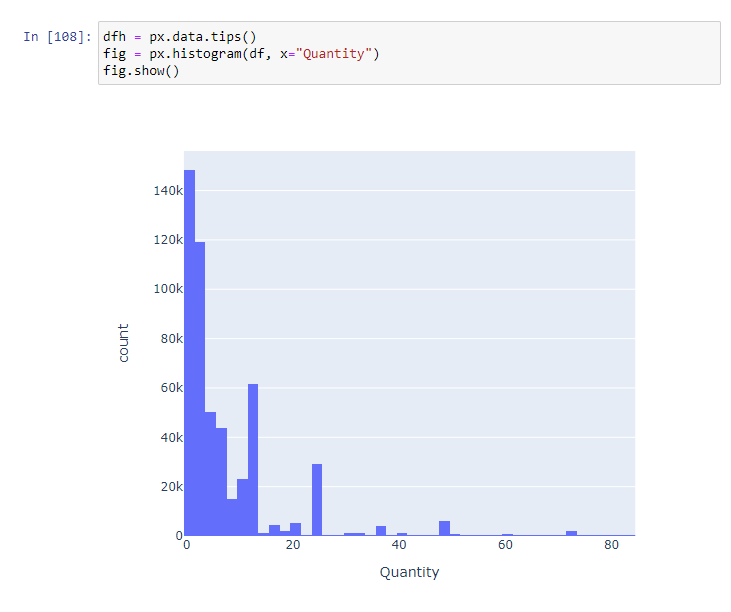 In [108]: dfh = px.data.tips()
fig = px.histogram(df, x="Quantity")
fig.show()
140k
120k
100k
80k
60k
40k
20k
0
count
0 20 40 60 80
Quantity